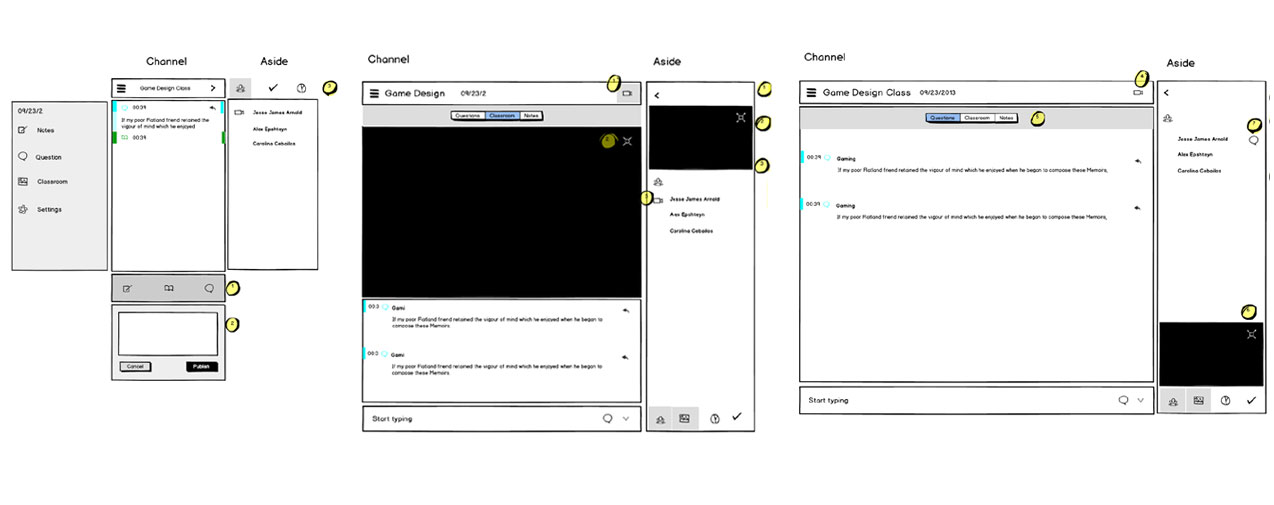 Channel
Aside
Game Design Class
09/23/2
Notes
Question
Classroom
Settings
00:39
If my poor Flatland friend retained the
vigour of mind which he enjoyed
00:39
Jesse James Arnold
Alex Epshteyn
Carolina Ceballos
Cancel
Publish
Channel
Aside
Game Design
09/23/2
Questions
Classroom
Notes
Jesse James Arnold
Alex Epshteyn
Carolina Ceballos
00:3
Gami
If my poor Flatland friend retained the vigour of mind which he enjoyed when he began to
compose these Memoirs
00:3
Gami
If my poor Flatland friend retained the vigour of mind which he enjoyed when he began to
compose these Memoirs
Start typing
Channel
Aside
Game Design Class
09/23/2013
Questions
Classroom
Notes
00:39
Gaming
If my poor Flatland friend retained the vigour of mind which he enjoyed when he began to compose these Memoirs,
00:39
Gaming
If my poor Flatland friend retained the vigour of mind which he enjoyed when he began to compose these Memoirs,
Jesse James Arnold
Alex Epshteyn
Carolina Ceballos
Start typing